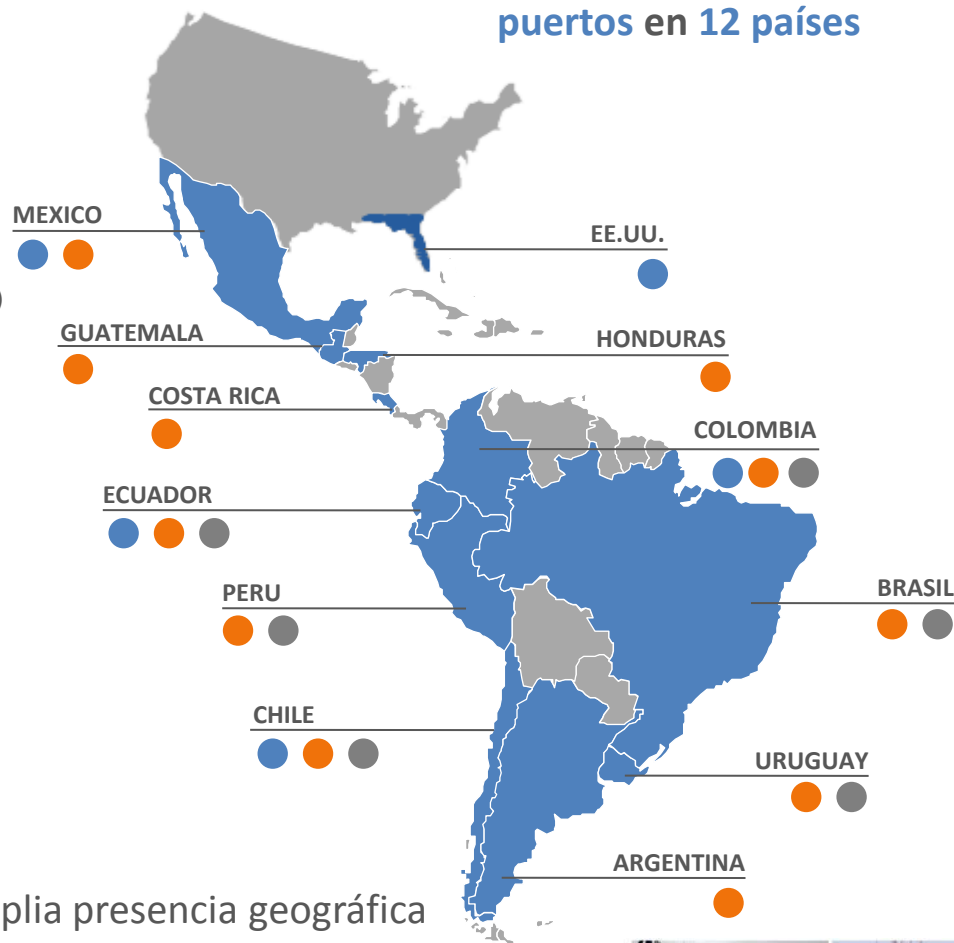 puertos en 12 países
MEXICO
EE.UU.
GUATEMALA
HONDURAS
COSTA RICA
COLOMBIA
ECUADOR
PERU
BRASIL
CHILE
URUGUAY
ARGENTINA
plia presencia geográfica